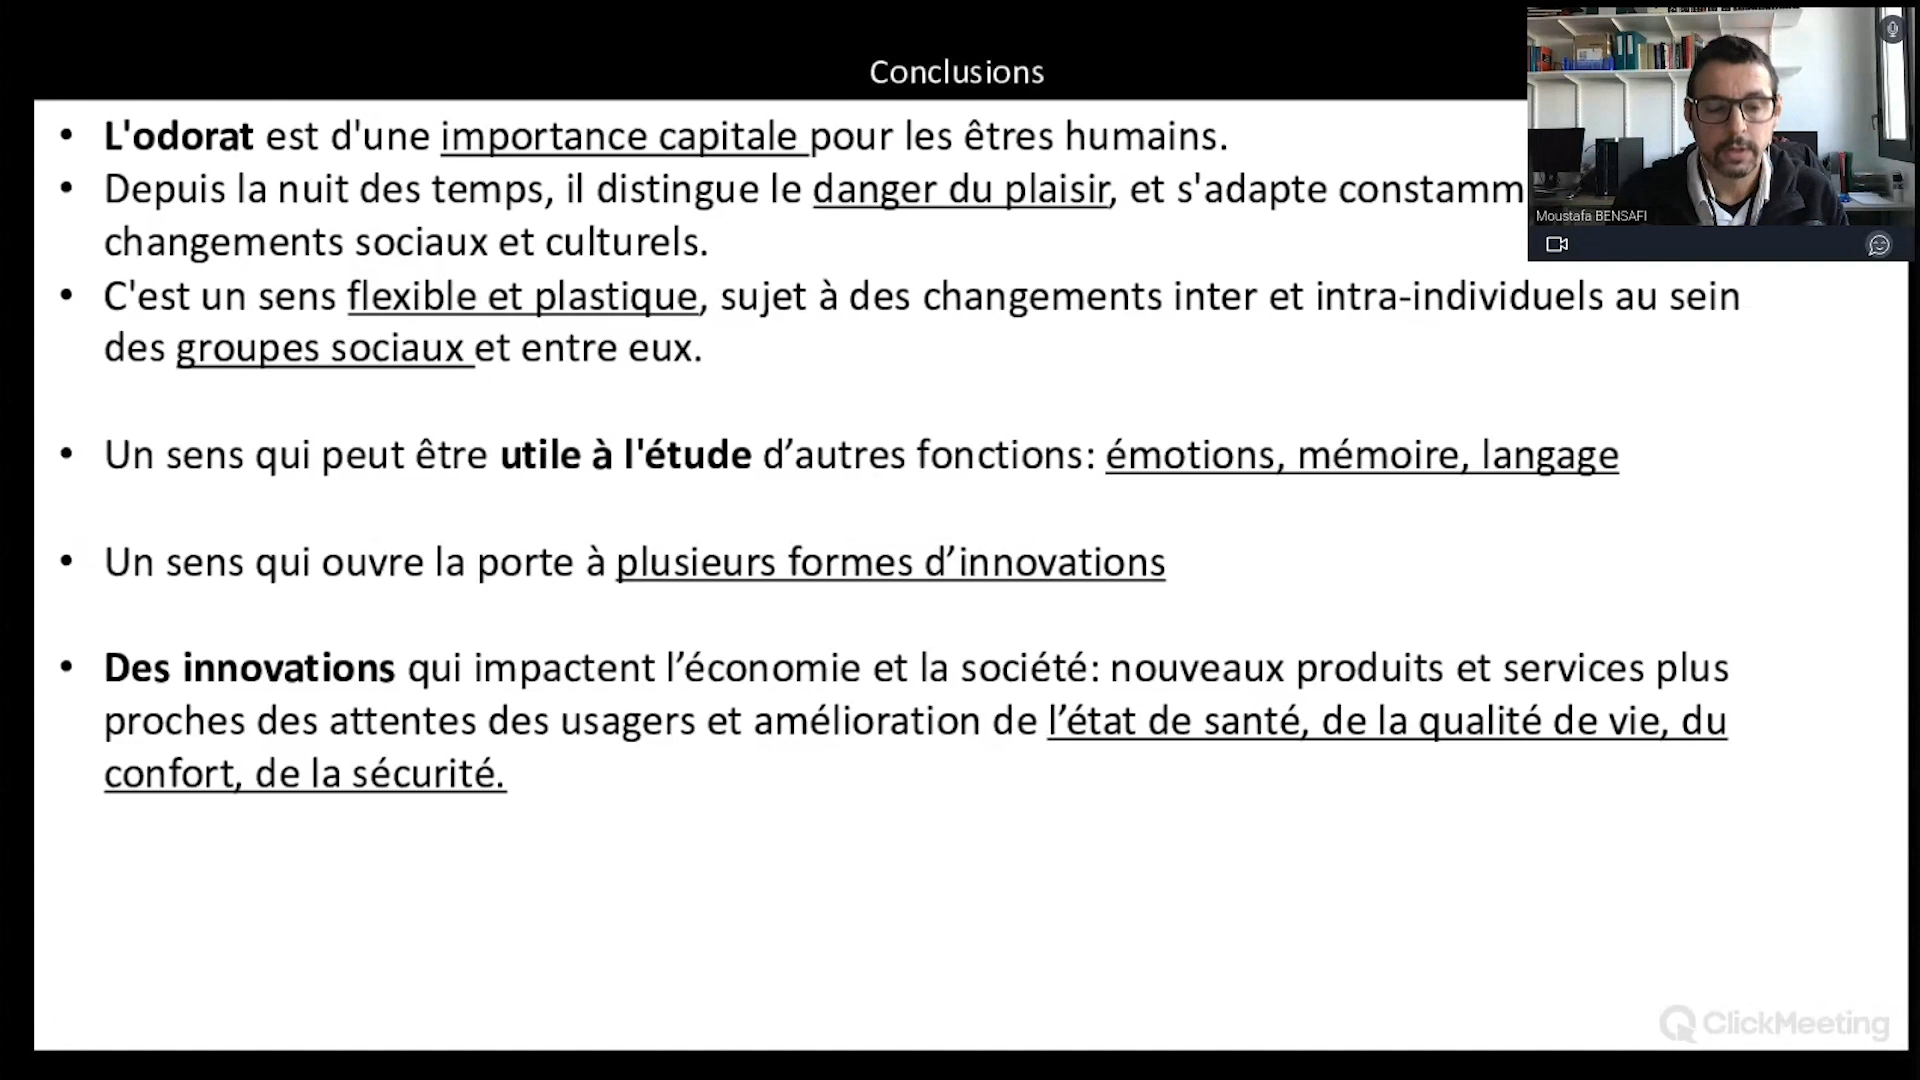 Conclusions
• L'odorat est d'une importance capitale pour les êtres humains.
• Depuis la nuit des temps, il distingue le danger du plaisir, et s'adapte constamm
changements sociaux et culturels.
• C'est un sens flexible et plastique, sujet à des changements inter et intra-individuels au sein
des groupes sociaux et entre eux.
• Un sens qui peut être utile à l'étude d’autres fonctions: émotions, mémoire, langage
• Un sens qui ouvre la porte à plusieurs formes d’innovations
• Des innovations qui impactent l’économie et la société: nouveaux produits et services plus
proches des attentes des usagers et amélioration de l’état de santé, de la qualité de vie, du
confort, de la sécurité.
Moustafa BENSAFI
ClickMeeting